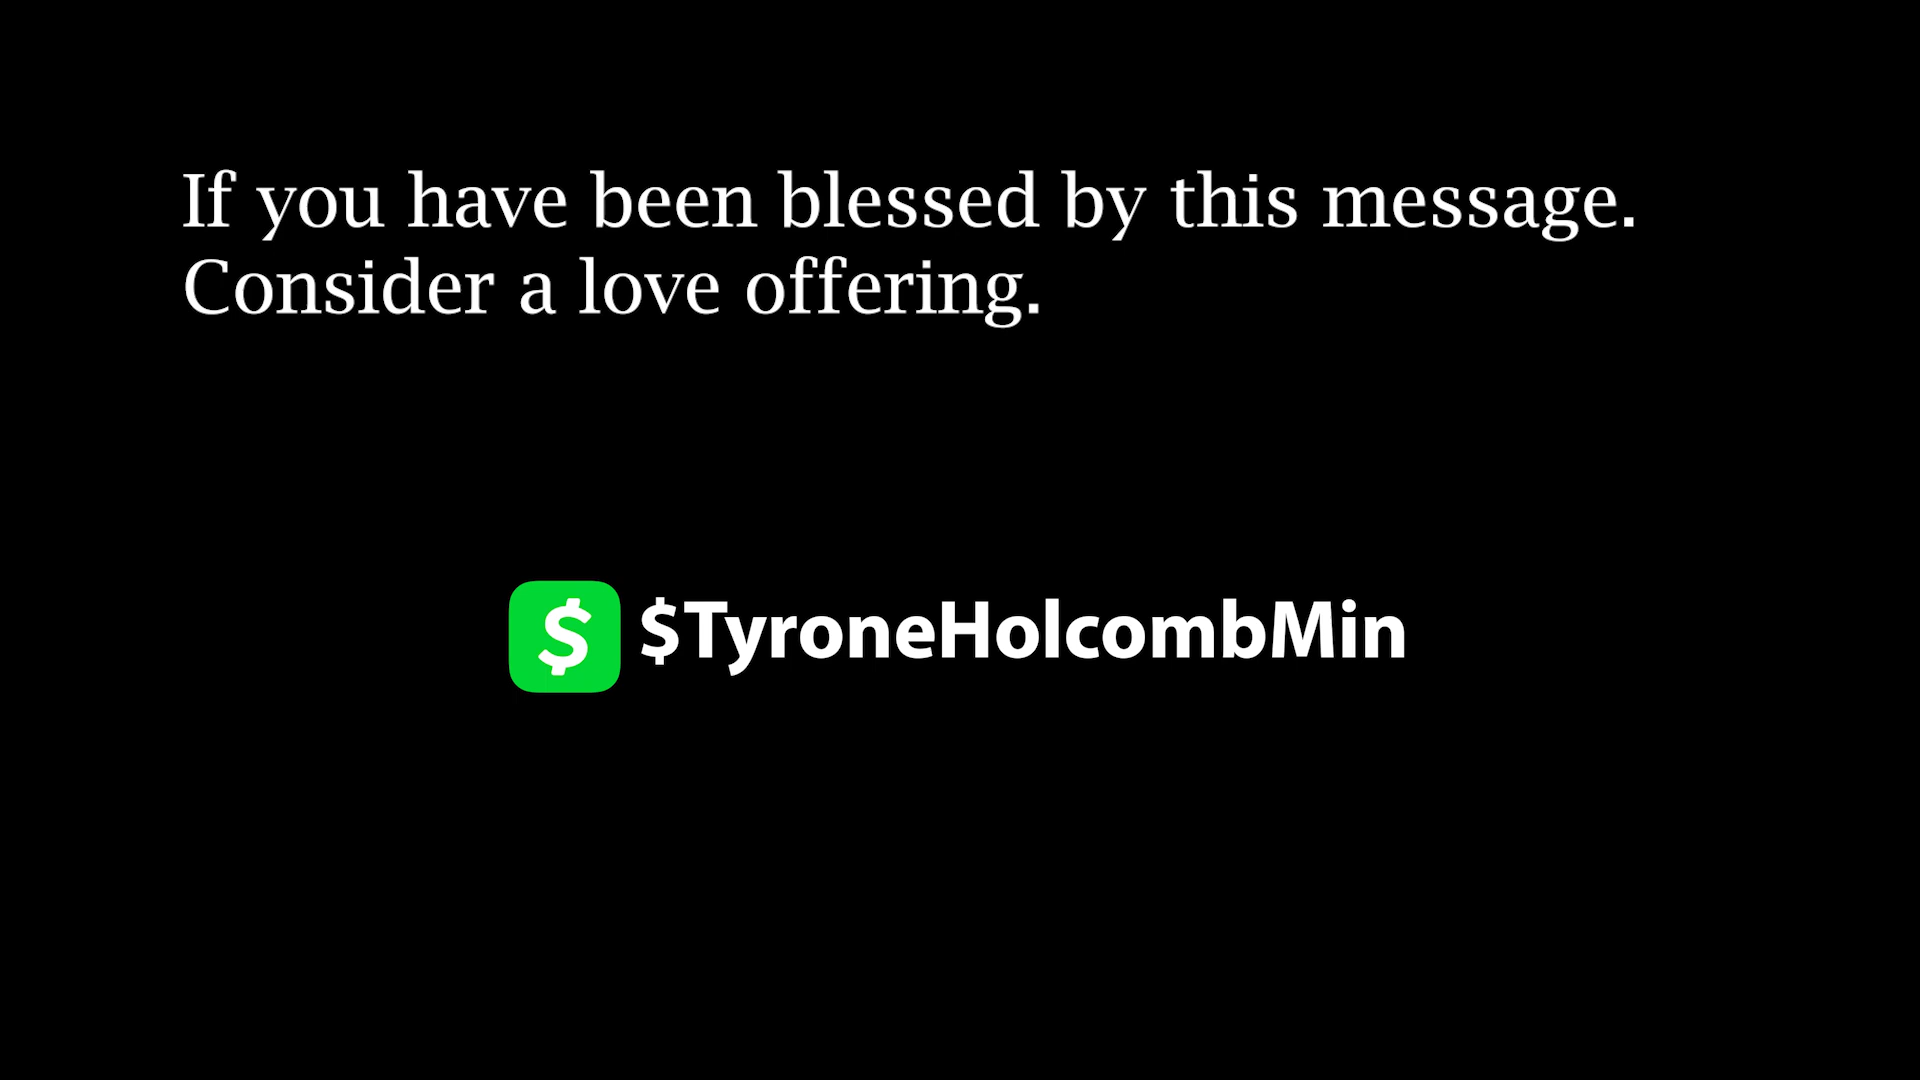 If you have been blessed by this message.
Consider a love offering.
$ $TyroneHolcombMin